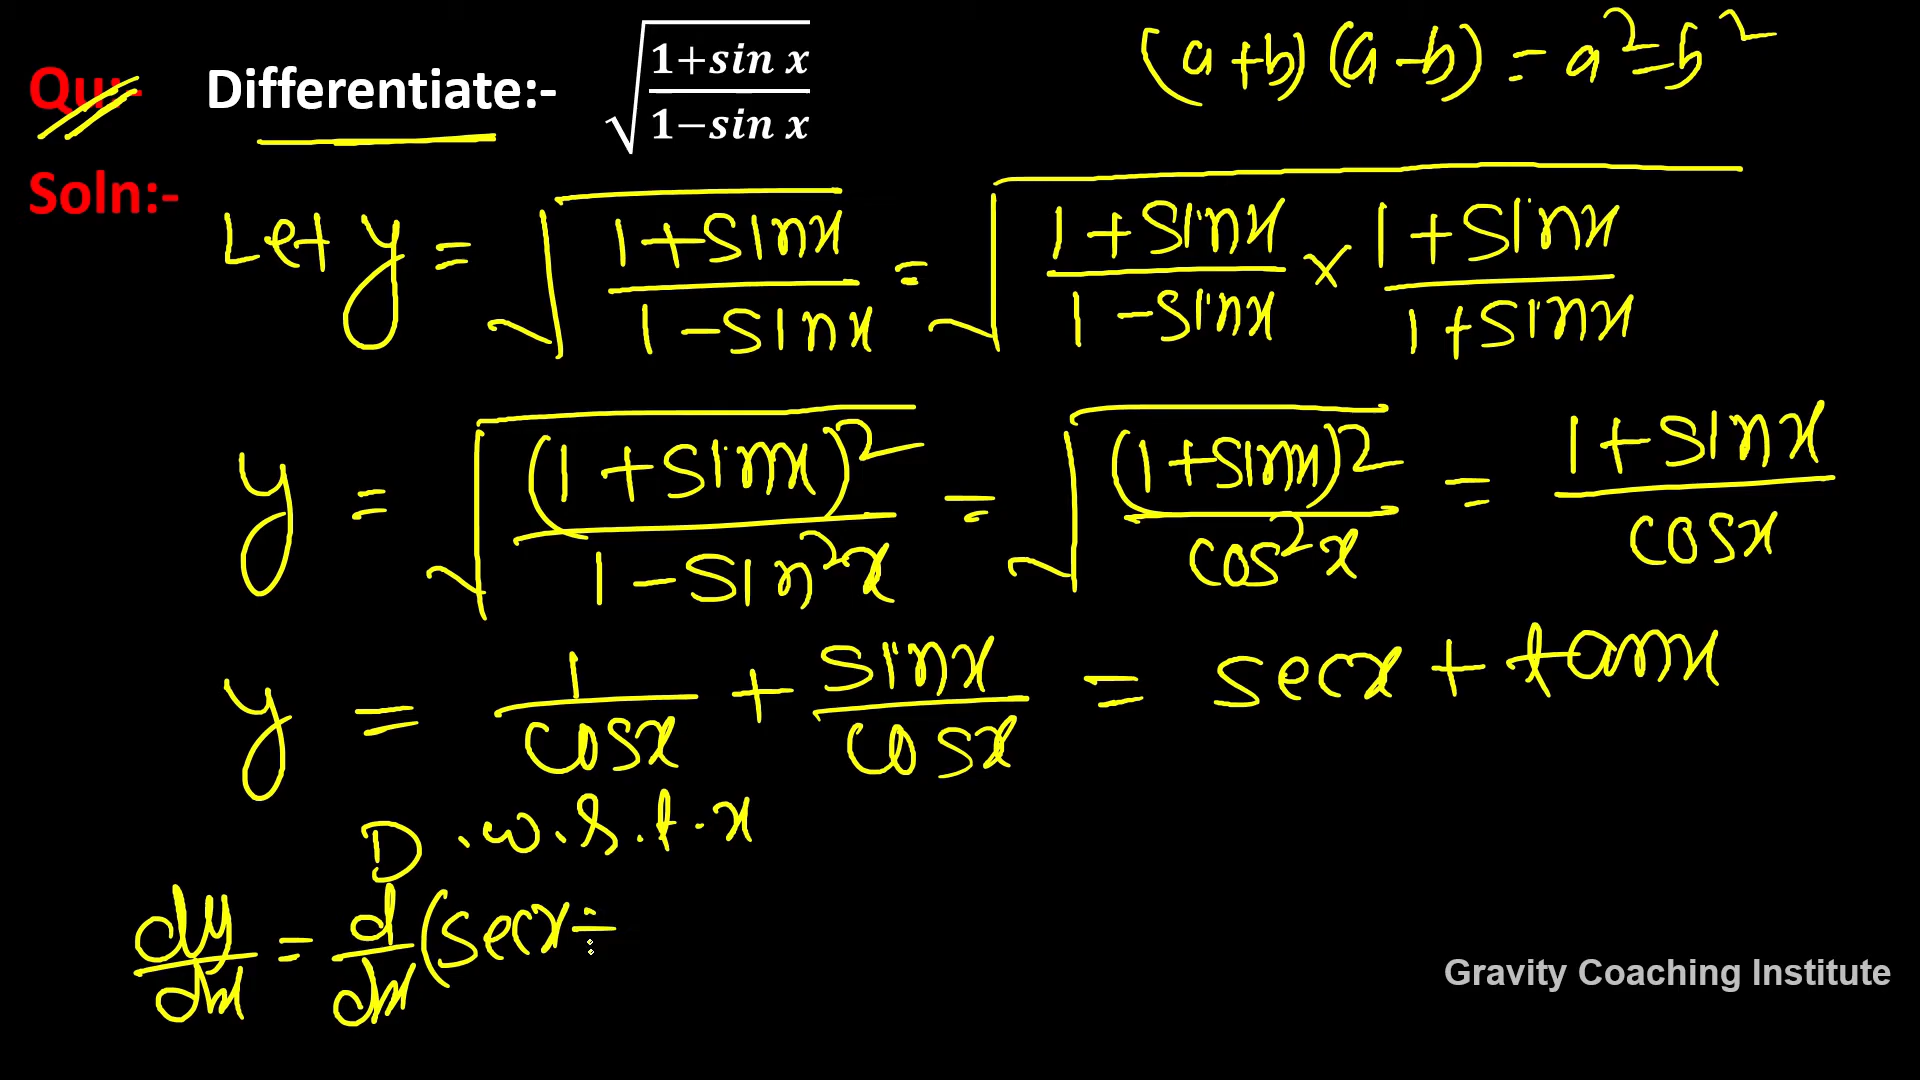 Qu:- Differentiate:- √((1+sin x)/(1−sin x)) (a+b)(a-b) = a²-b²
Soln:- Let y = √((1+sinx)/(1-sinx)) = √((1+sinx)/(1-sinx) × (1+sinx)/(1+sinx))
y = √((1+sinx)²/(1-sin²x)) = √((1+sinx)²/cos²x) = (1+sinx)/cosx
y = 1/cosx + sinx/cosx = secx + tanx
D.w.r.t.x
dy/dx = d/dx (secx +
Gravity Coaching Institute